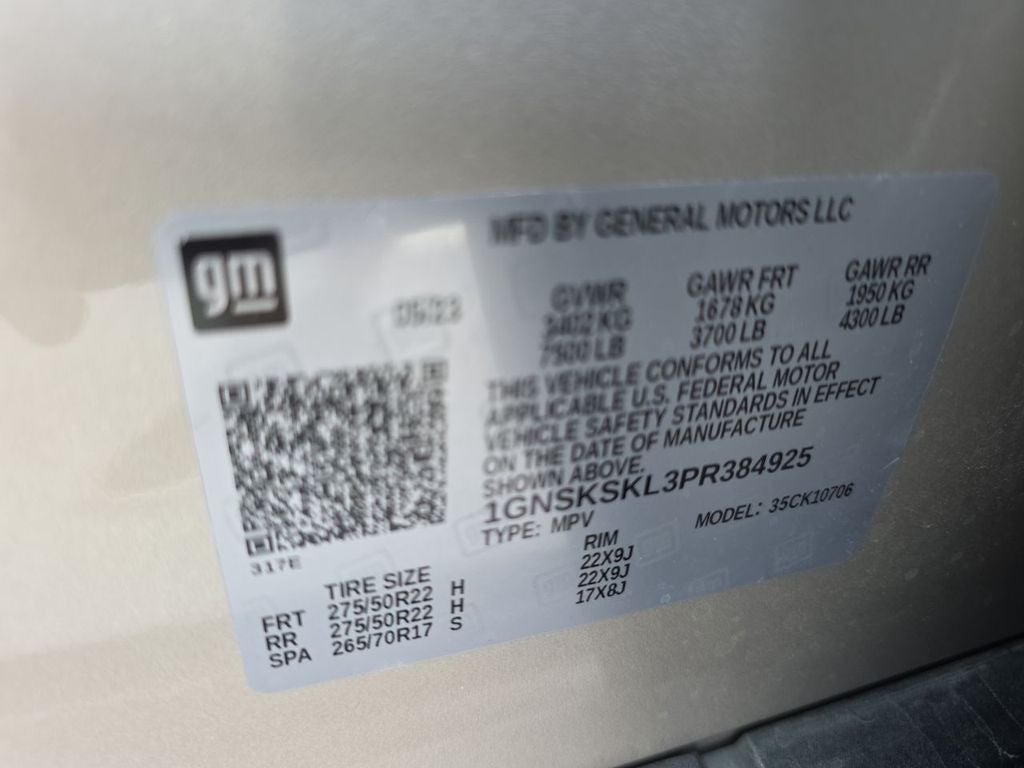 MFD BY GENERAL MOTORS LLC
gm
05/23
GVWR GAWR FRT GAWR RR
3402 KG 1678 KG 1950 KG
7500 LB 3700 LB 4300 LB
THIS VEHICLE CONFORMS TO ALL
APPLICABLE U.S. FEDERAL MOTOR
VEHICLE SAFETY STANDARDS IN EFFECT
ON THE DATE OF MANUFACTURE
SHOWN ABOVE.
1GNSKSKL3PR384925
TYPE: MPV MODEL: 35CK10706
317E
TIRE SIZE RIM
FRT 275/50R22 H 22X9J
RR 275/50R22 H 22X9J
SPA 265/70R17 S 17X8J